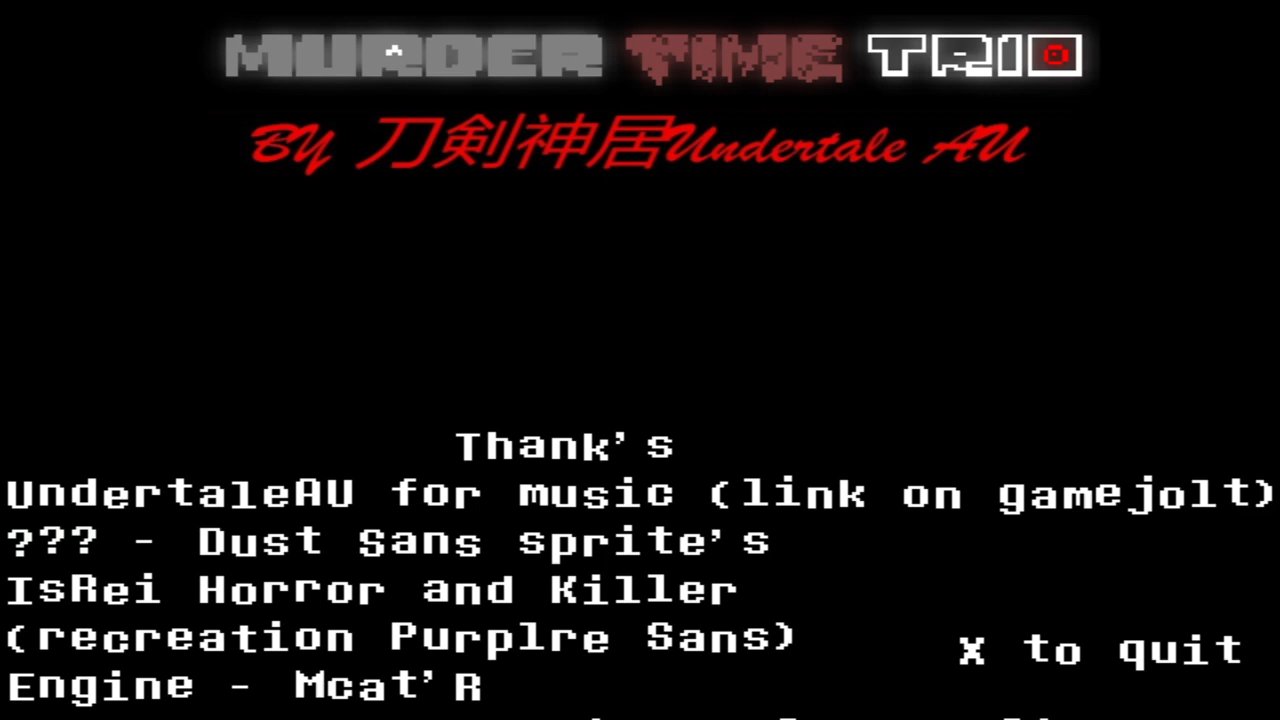 MURDER TIME TRIO
BY 刀剣神居Undertale AU
Thank's
UndertaleAU for music (link on gamejolt)
??? - Dust Sans sprite's
IsRei Horror and Killer
(recreation Purplre Sans)
x to quit
Engine - Mcat'R